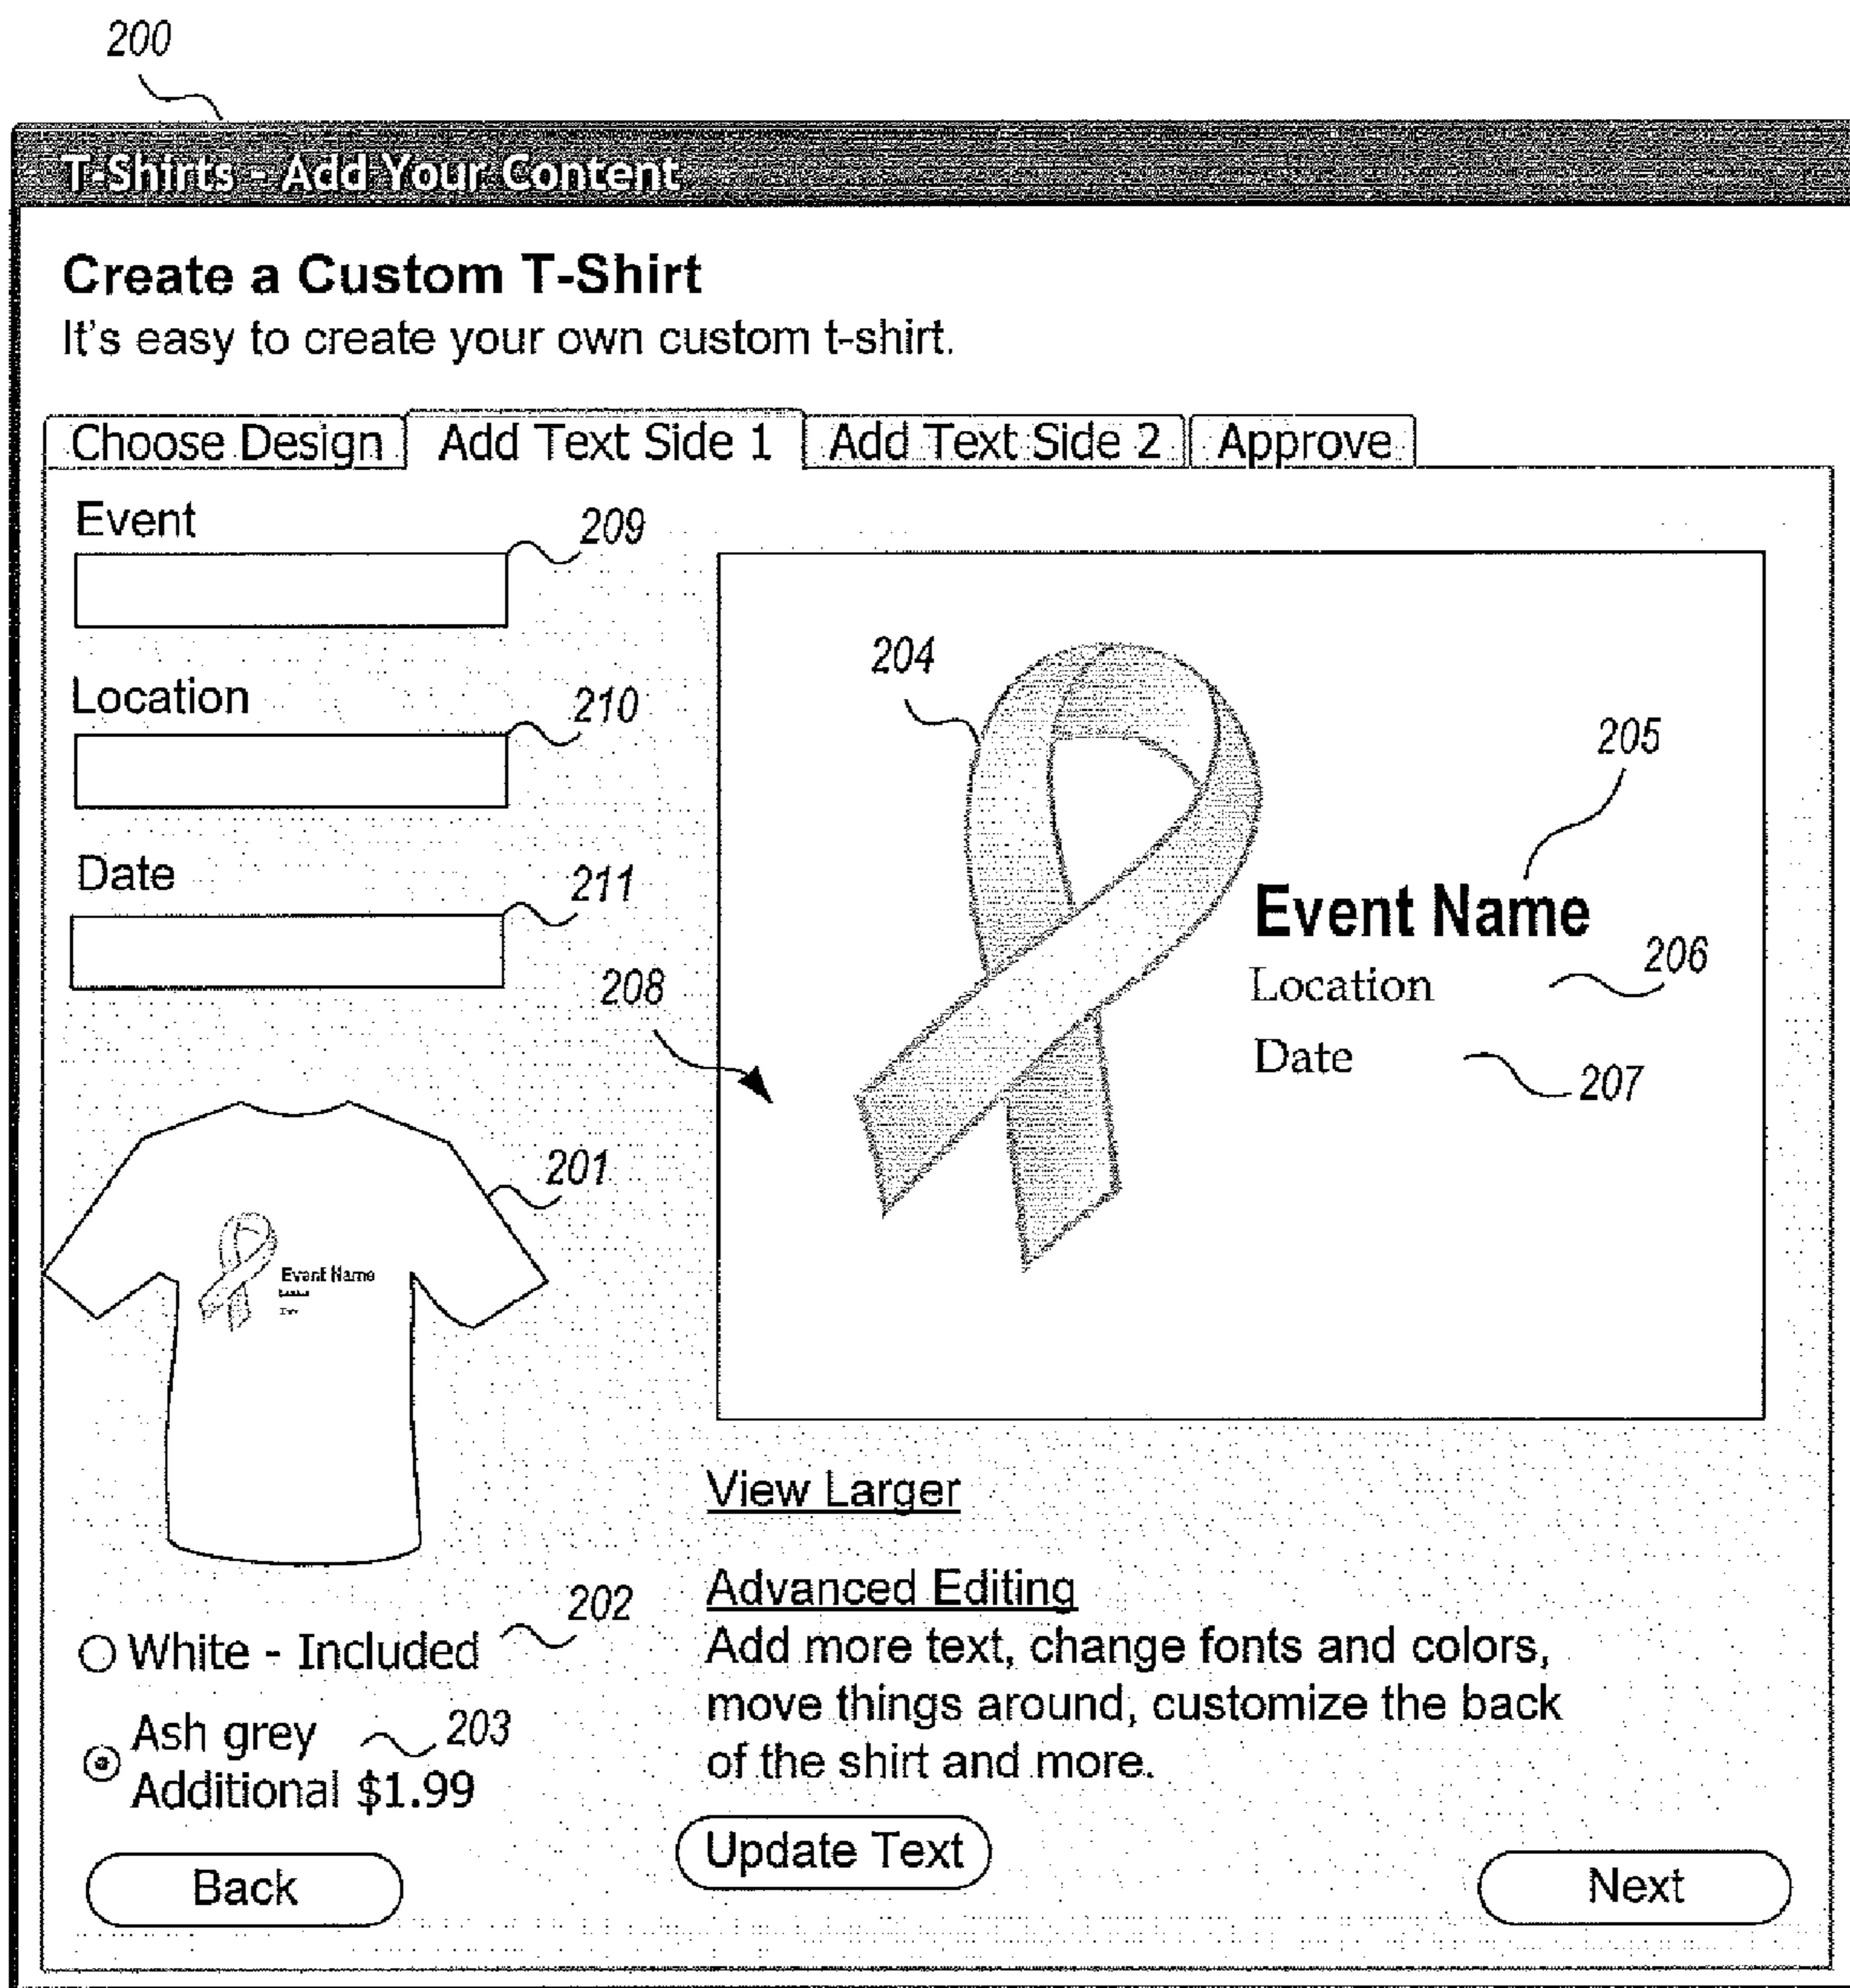 200
T-Shirts - Add Your Content
Create a Custom T-Shirt
It's easy to create your own custom t-shirt.
Choose Design Add Text Side 1 Add Text Side 2 Approve
Event
209
Location
210
Date
211
208
204
205
Event Name
206
Location
Date
207
201
Event Name
View Larger
Advanced Editing
Add more text, change fonts and colors,
move things around, customize the back
of the shirt and more.
202
White - Included
Ash grey 203
Additional $1.99
Back
Update Text
Next